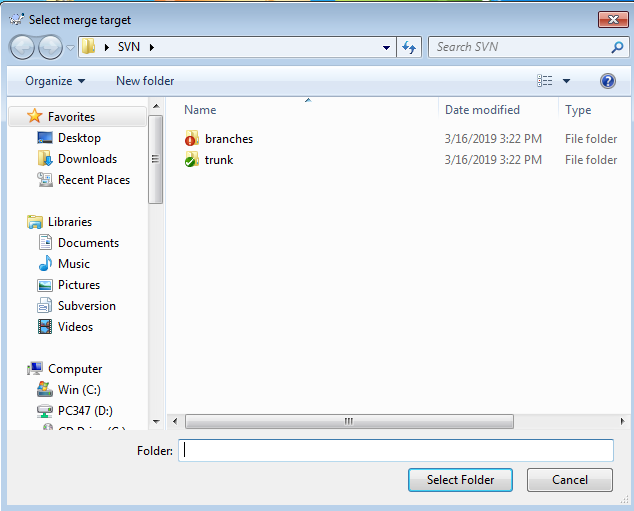 Select merge target
SVN
Search SVN
Organize
New folder
Name
Date modified
Type
branches
3/16/2019 3:22 PM
File folder
trunk
3/16/2019 3:22 PM
File folder
Favorites
Desktop
Downloads
Recent Places
Libraries
Documents
Music
Pictures
Subversion
Videos
Computer
Win (C:)
PC347 (D:)
Folder:
Select Folder
Cancel